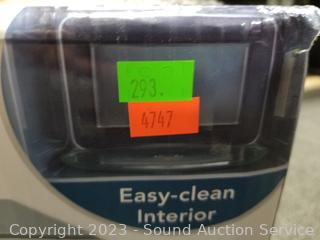 293.
4747
Easy-clean
Interior
Copyright 2023 - Sound Auction Service